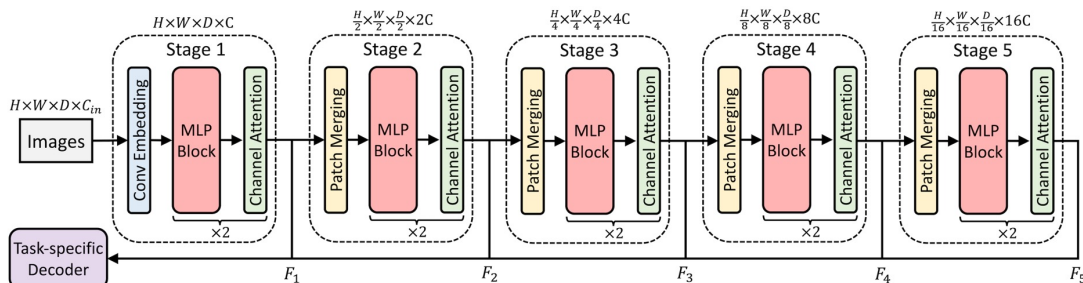 H×W×D×C
H/2×W/2×D/2×2C
H/4×W/4×D/4×4C
H/8×W/8×D/8×8C
H/16×W/16×D/16×16C
Stage 1
Stage 2
Stage 3
Stage 4
Stage 5
H×W×D×C_in
Images
Conv Embedding
MLP
Block
Channel Attention
×2
Patch Merging
MLP
Block
Channel Attention
×2
Patch Merging
MLP
Block
Channel Attention
×2
Patch Merging
MLP
Block
Channel Attention
×2
Patch Merging
MLP
Block
Channel Attention
×2
Task-specific
Decoder
F_1
F_2
F_3
F_4
F_5